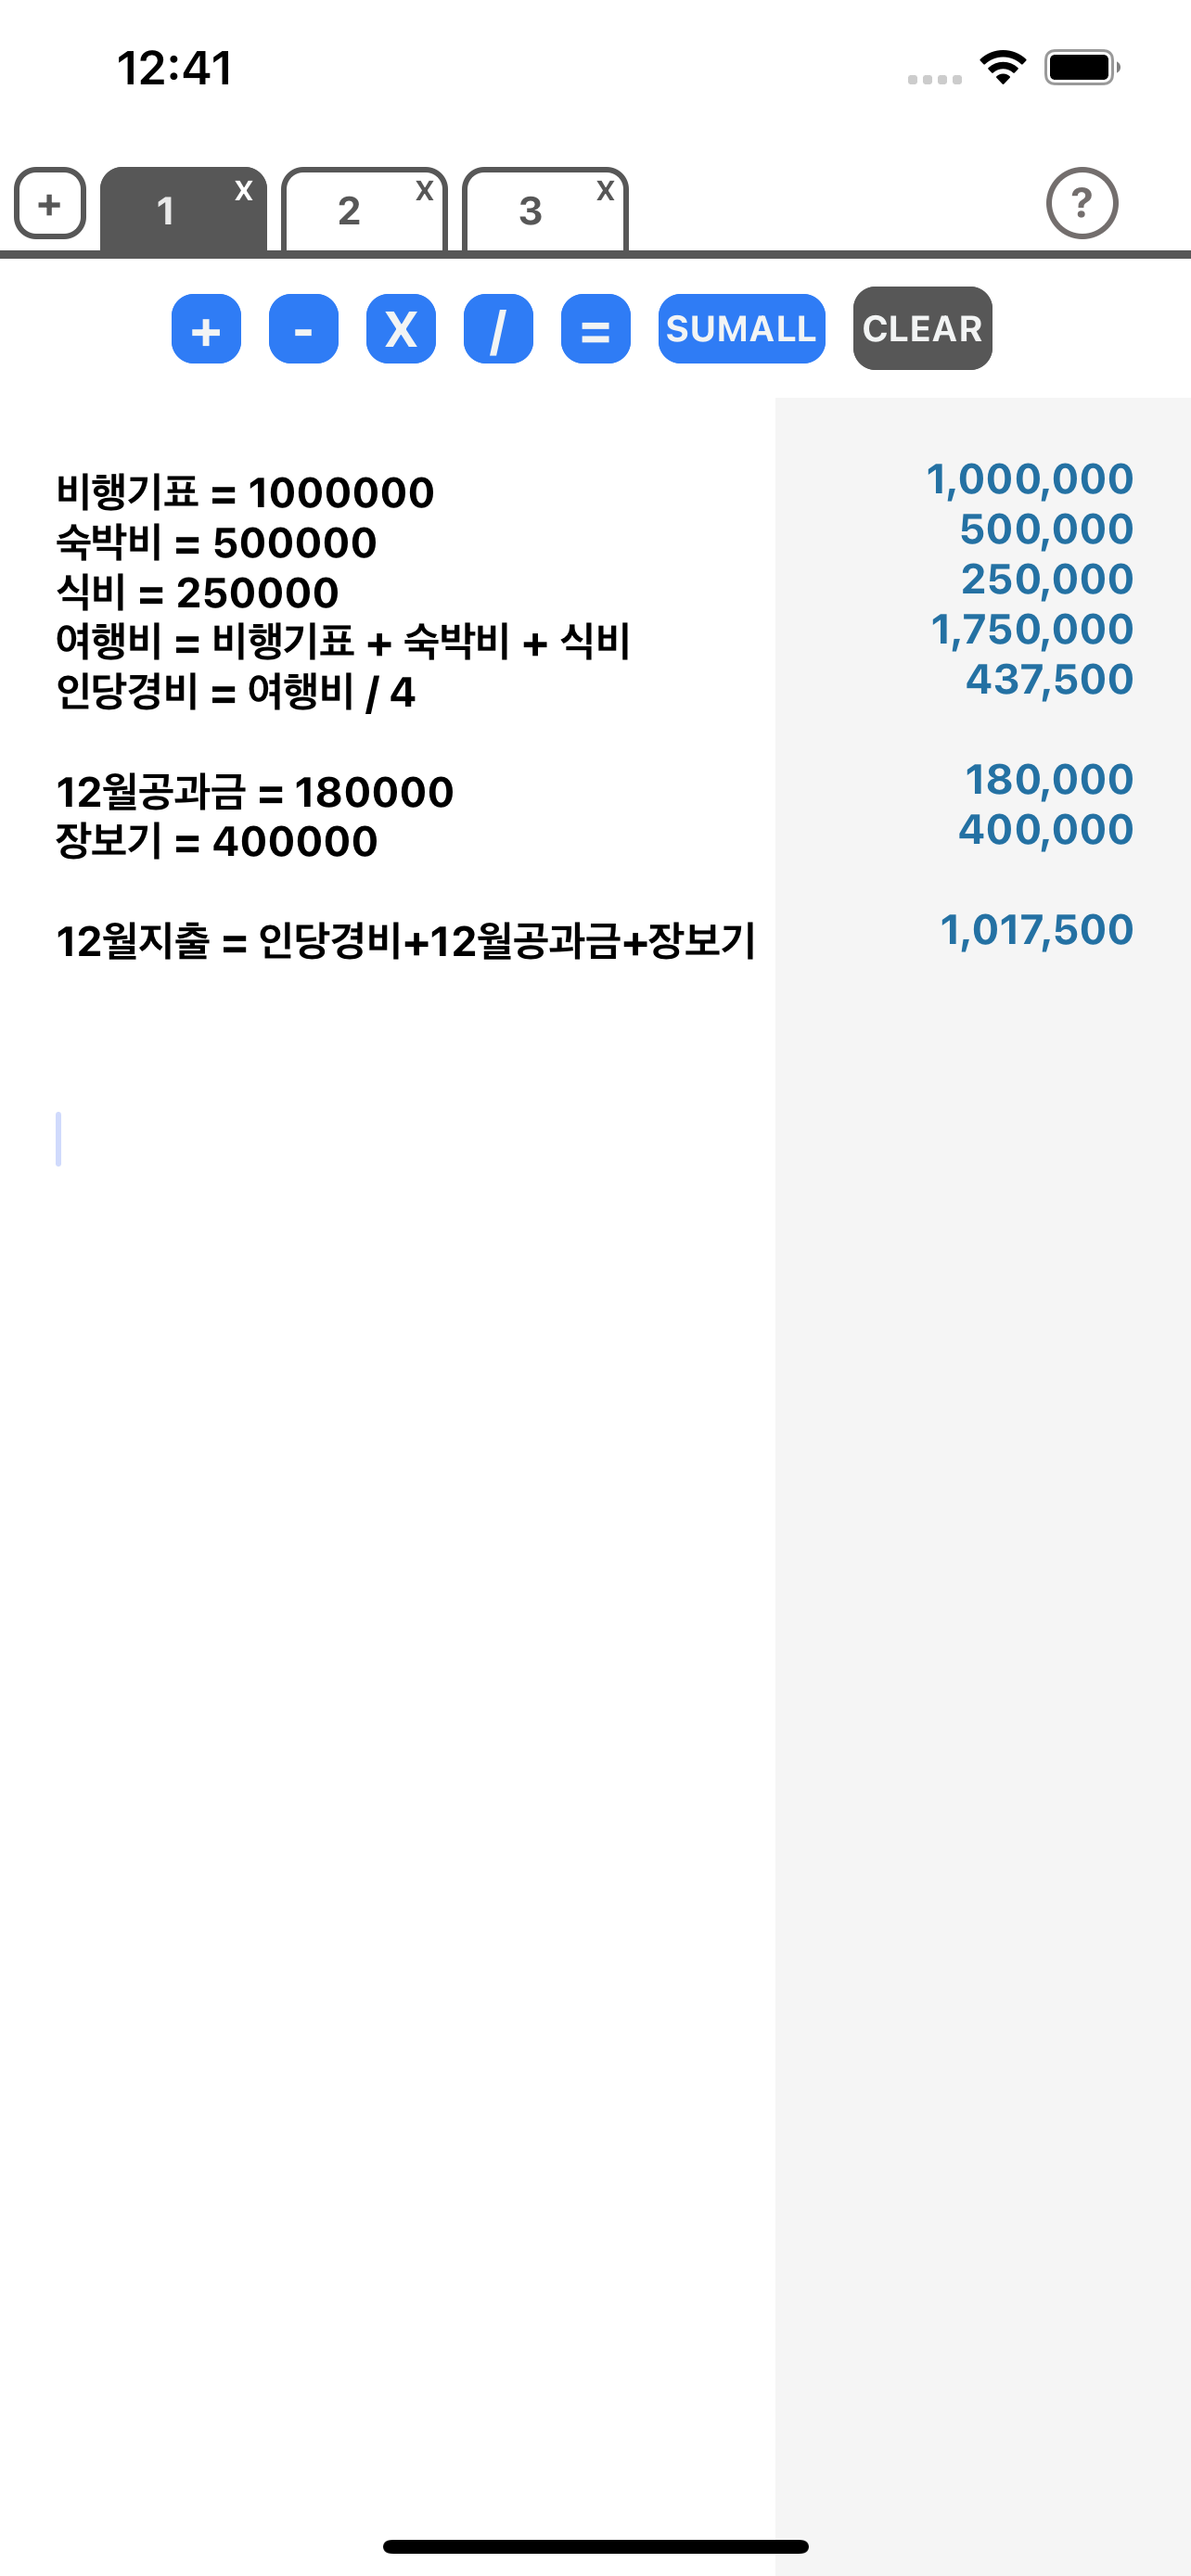 12:41
+ 1 X 2 X 3 X ?
+ - X / = SUMALL CLEAR
비행기표 = 1000000 1,000,000
숙박비 = 500000 500,000
식비 = 250000 250,000
여행비 = 비행기표 + 숙박비 + 식비 1,750,000
인당경비 = 여행비 / 4 437,500
12월공과금 = 180000 180,000
장보기 = 400000 400,000
12월지출 = 인당경비+12월공과금+장보기 1,017,500